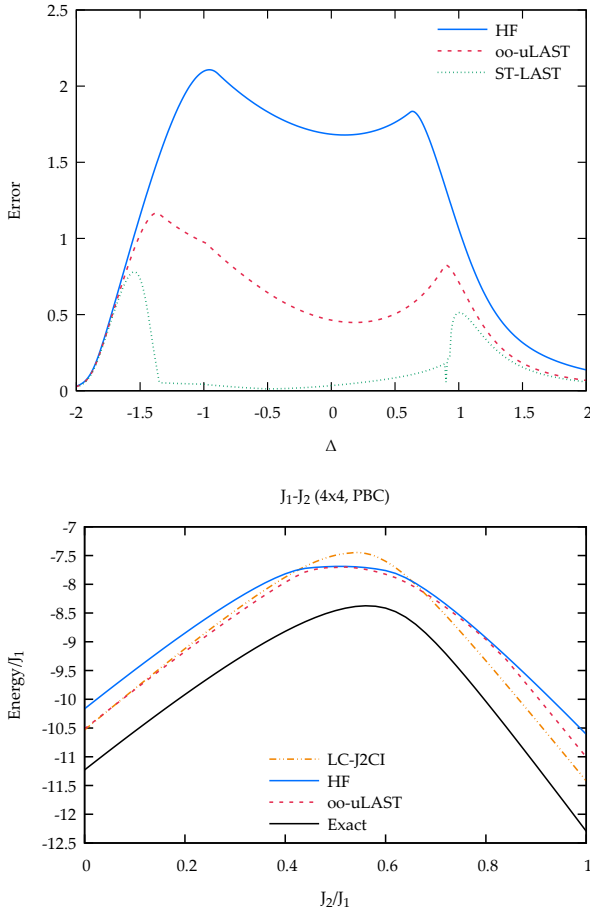 2.5
2
1.5
1
0.5
0
Error
HF
oo-uLAST
ST-LAST
-2 -1.5 -1 -0.5 0 0.5 1 1.5 2
Δ
J1-J2 (4x4, PBC)
-7
-7.5
-8
-8.5
-9
-9.5
-10
-10.5
-11
-11.5
-12
-12.5
Energy/J1
LC-J2CI
HF
oo-uLAST
Exact
0 0.2 0.4 0.6 0.8 1
J2/J1